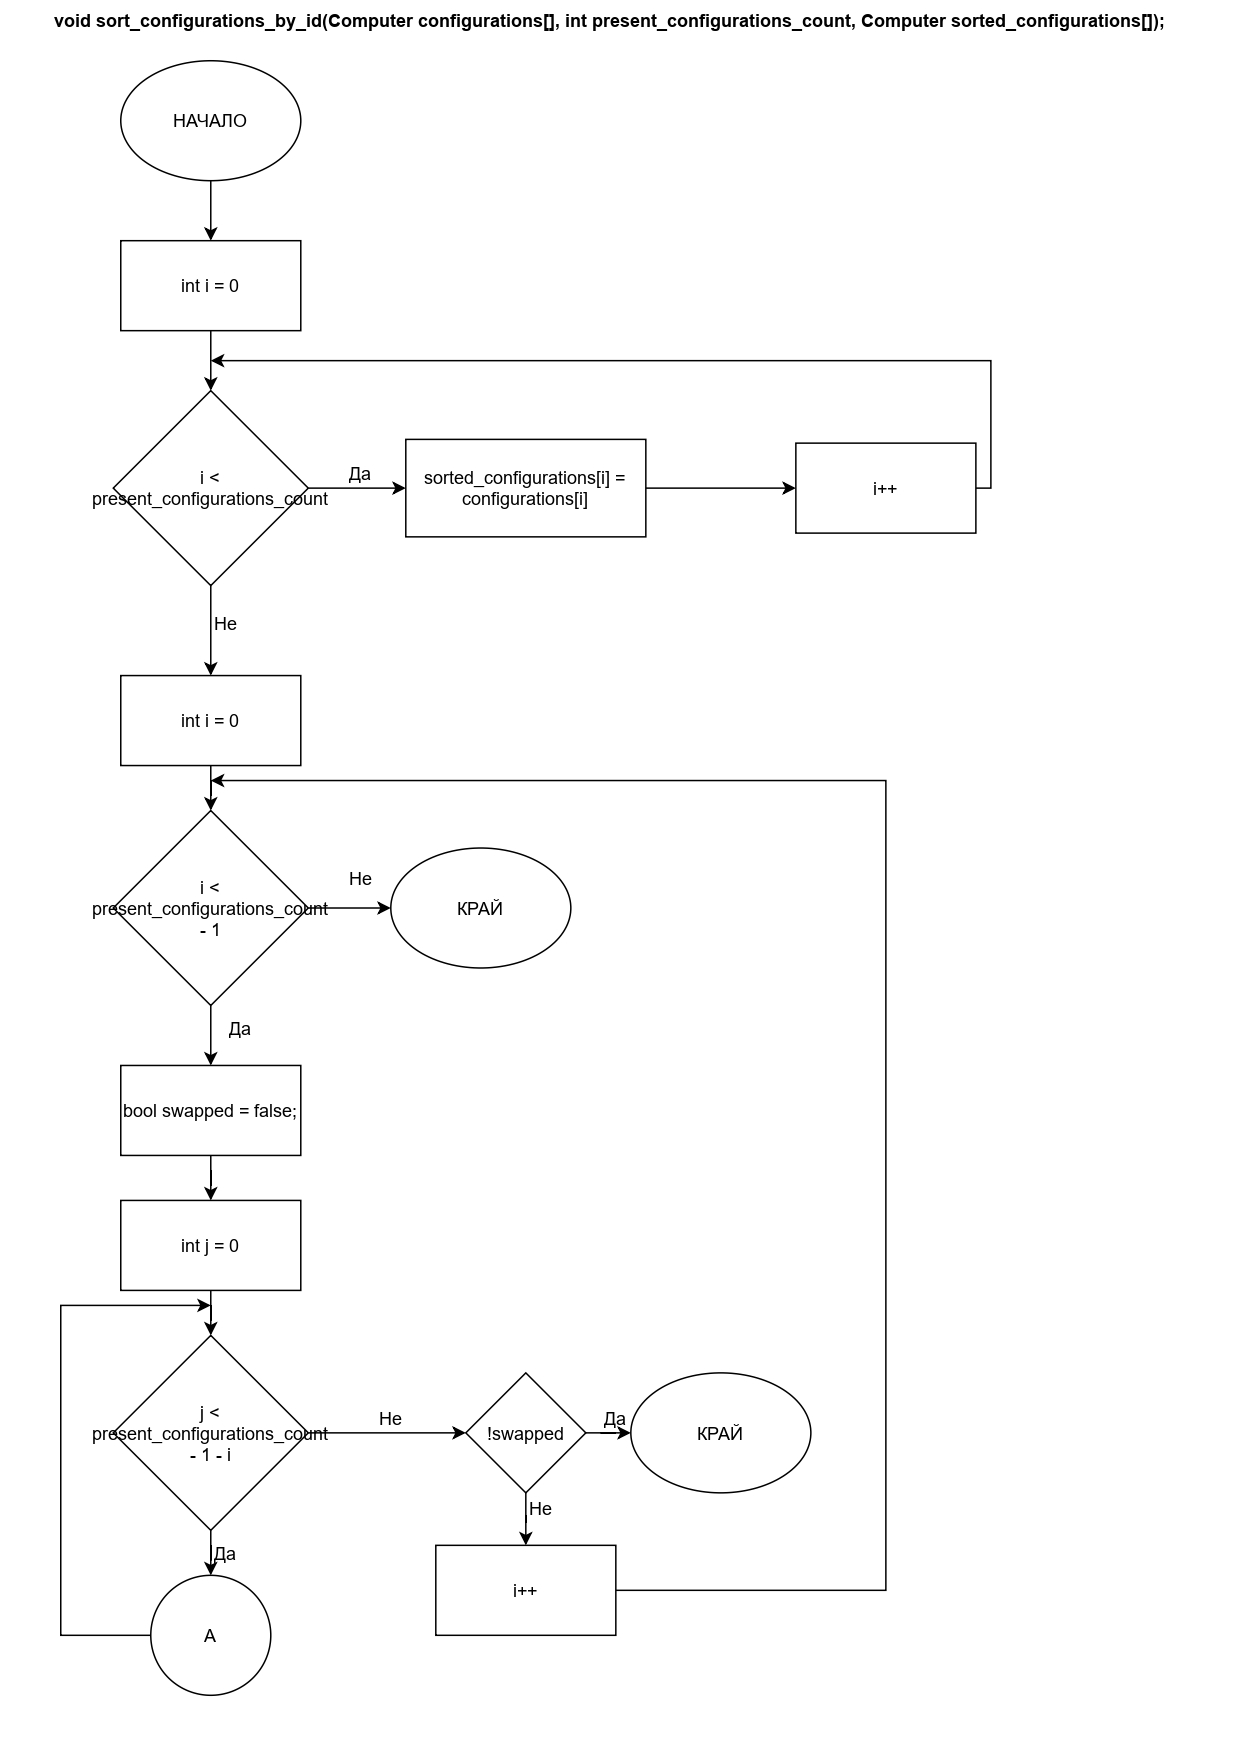 void sort_configurations_by_id(Computer configurations[], int present_configurations_count, Computer sorted_configurations[]);
НАЧАЛО
int i = 0
i <
present_configurations_count
Да
sorted_configurations[i] =
configurations[i]
i++
Не
int i = 0
i <
present_configurations_count
- 1
Не
КРАЙ
Да
bool swapped = false;
int j = 0
j <
present_configurations_count
- 1 - i
Не
!swapped
Да
КРАЙ
Не
i++
Да
A